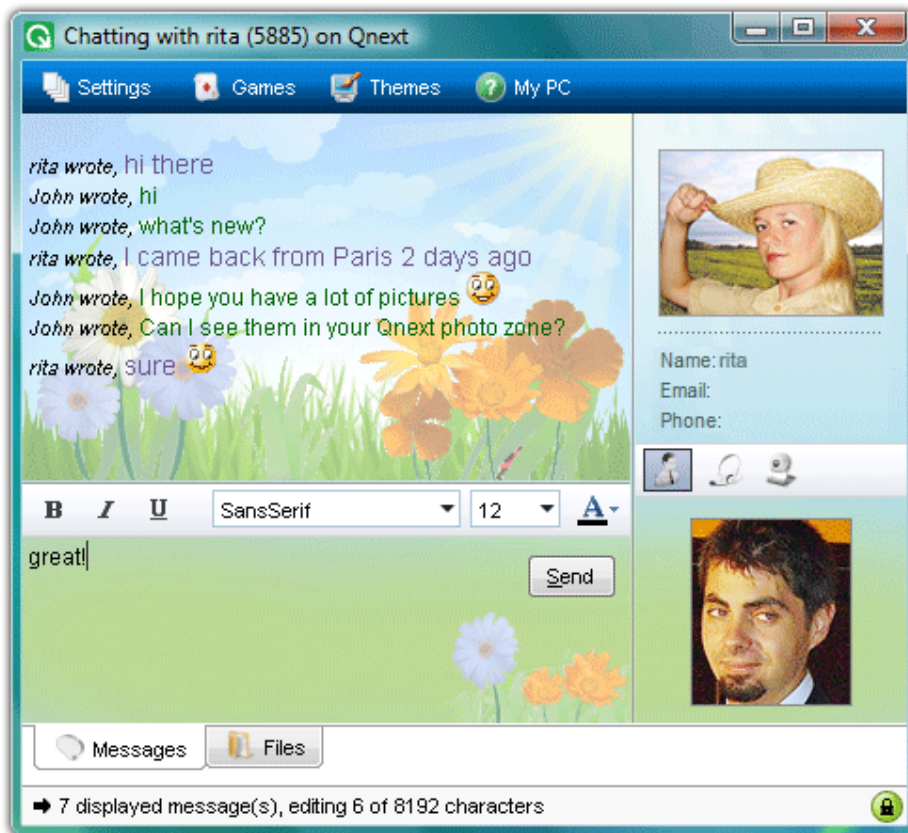 Chatting with rita (5885) on Qnext
Settings Games Themes My PC
rita wrote, hi there
John wrote, hi
John wrote, what's new?
rita wrote, I came back from Paris 2 days ago
John wrote, I hope you have a lot of pictures
John wrote, Can I see them in your Qnext photo zone?
rita wrote, sure
Name: rita
Email:
Phone:
B I U SansSerif 12 A
great!
Send
Messages Files
7 displayed message(s), editing 6 of 8192 characters